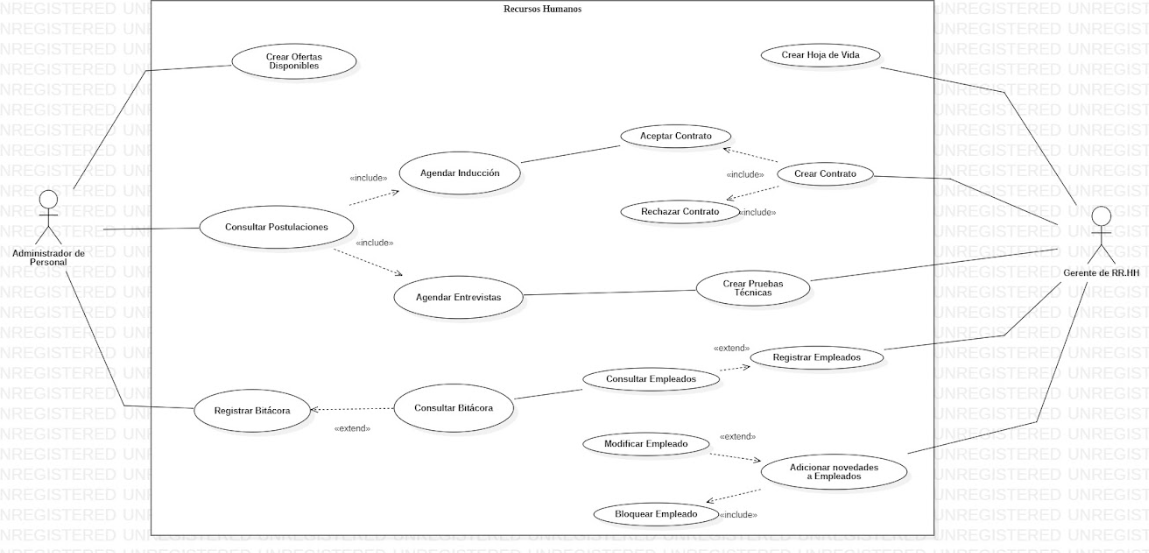 Recursos Humanos
Crear Ofertas
Disponibles
Crear Hoja de Vida
Aceptar Contrato
Agendar Inducción
«include»
«include»
Crear Contrato
Rechazar Contrato
«include»
Consultar Postulaciones
«include»
Administrador de
Personal
Gerente de RR.HH
Agendar Entrevistas
Crear Pruebas
Técnicas
«extend»
Registrar Empleados
Consultar Empleados
Registrar Bitácora
Consultar Bitácora
«extend»
Modificar Empleado
«extend»
Adicionar novedades
a Empleados
Bloquear Empleado
«include»
UNREGISTERED